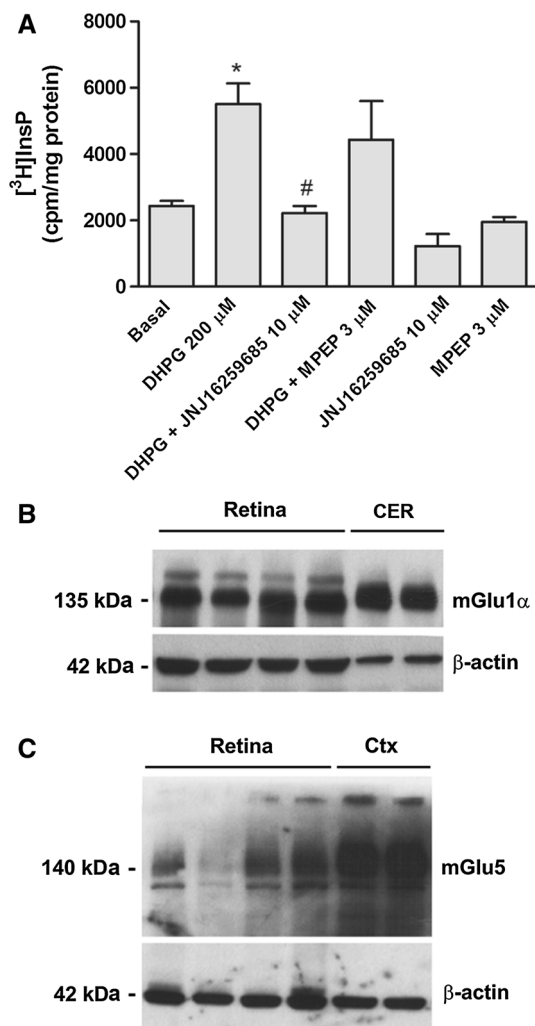 A
[³H]InsP
(cpm/mg protein)
8000
6000
4000
2000
0
*
#
Basal
DHPG 200 μM
DHPG + JNJ16259685 10 μM
DHPG + MPEP 3 μM
JNJ16259685 10 μM
MPEP 3 μM
B
Retina CER
135 kDa - mGlu1α
42 kDa - β-actin
C
Retina Ctx
140 kDa - mGlu5
42 kDa - β-actin